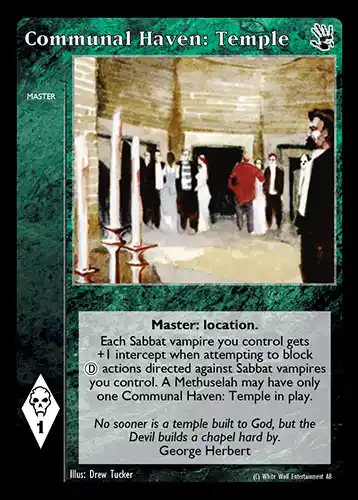 Communal Haven: Temple
MASTER
Master: location.
Each Sabbat vampire you control gets
+1 intercept when attempting to block
Ⓓ actions directed against Sabbat vampires
you control. A Methuselah may have only
one Communal Haven: Temple in play.
No sooner is a temple built to God, but the
Devil builds a chapel hard by.
George Herbert
1
Illus: Drew Tucker
(C) White Wolf Entertainment AB